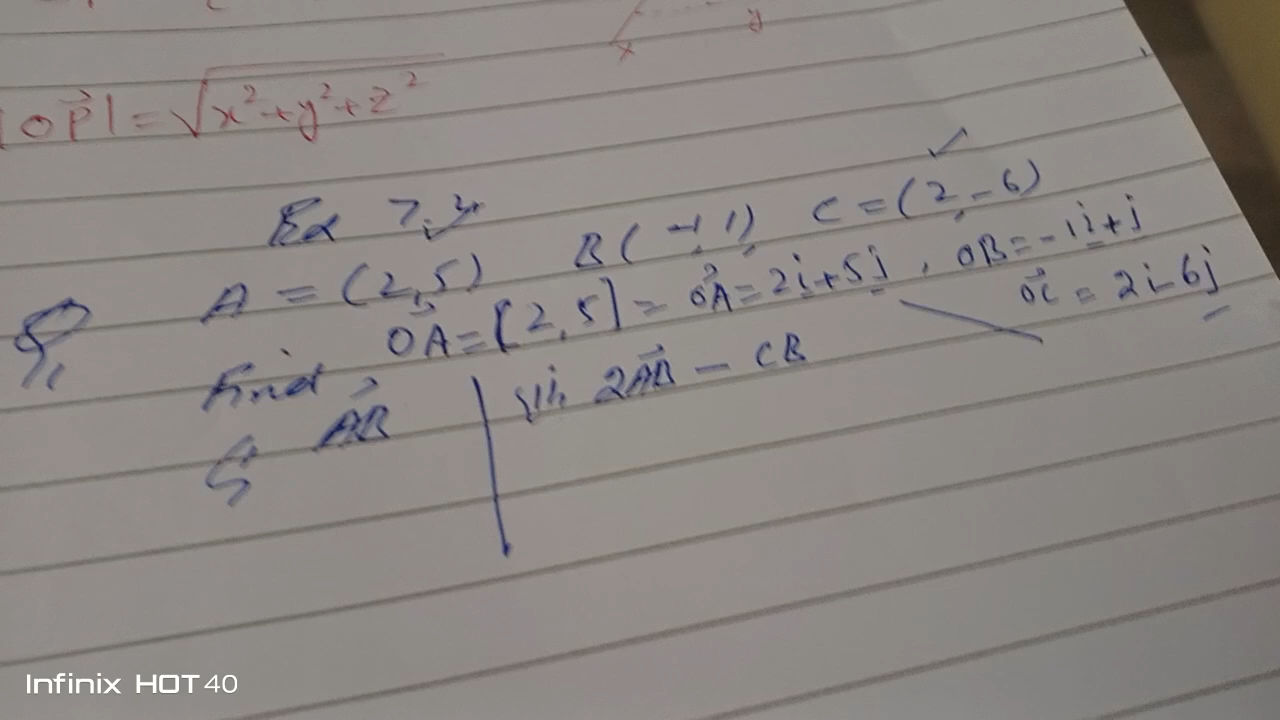 |OP⃗| = √x²+y²+z²
x y
Ex 7.
Q1 A = (2,5) B(-1 1) C = (2,-6)
OA = [2,5] = OA⃗ = 2i+5j, OB = -1i+j
OC⃗ = 2i-6j
Find,
AB⃗ 2AB⃗ - CB
Infinix HOT 40